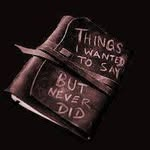 THINGS
I WANTED
TO SAY
BUT
NEVER
DID